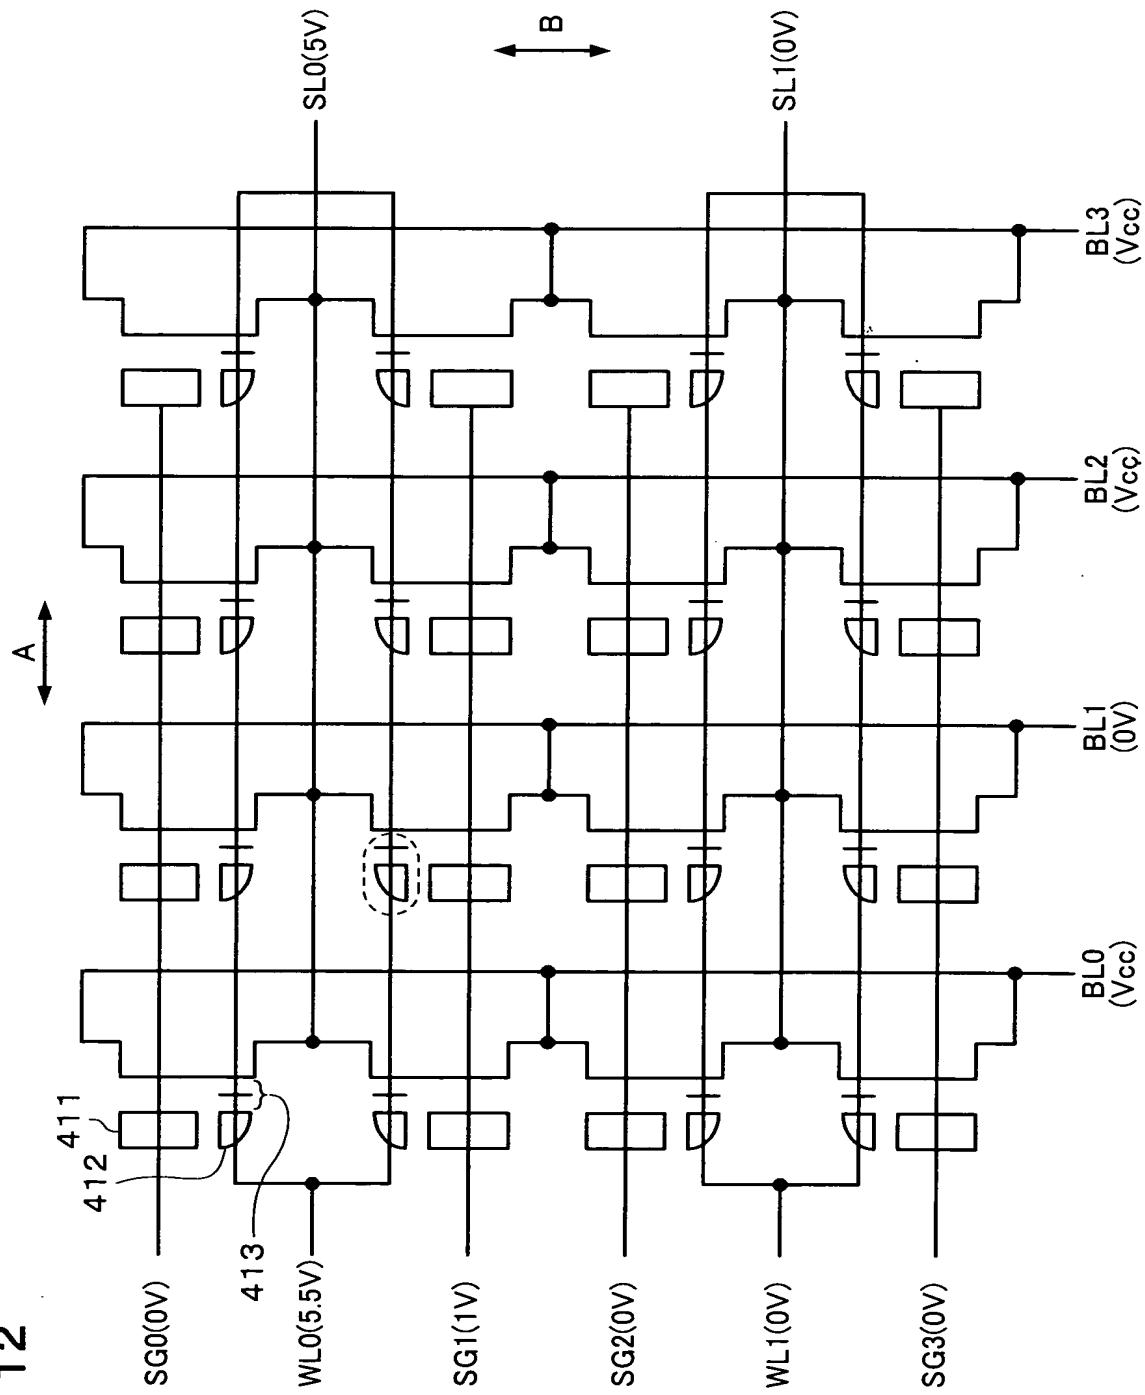 12
A
B
SL0(5V)
SL1(0V)
411
412
413
SG0(0V)
WL0(5.5V)
SG1(1V)
SG2(0V)
WL1(0V)
SG3(0V)
BL0
(Vcc)
BL1
(0V)
BL2
(Vcc)
BL3
(Vcc)